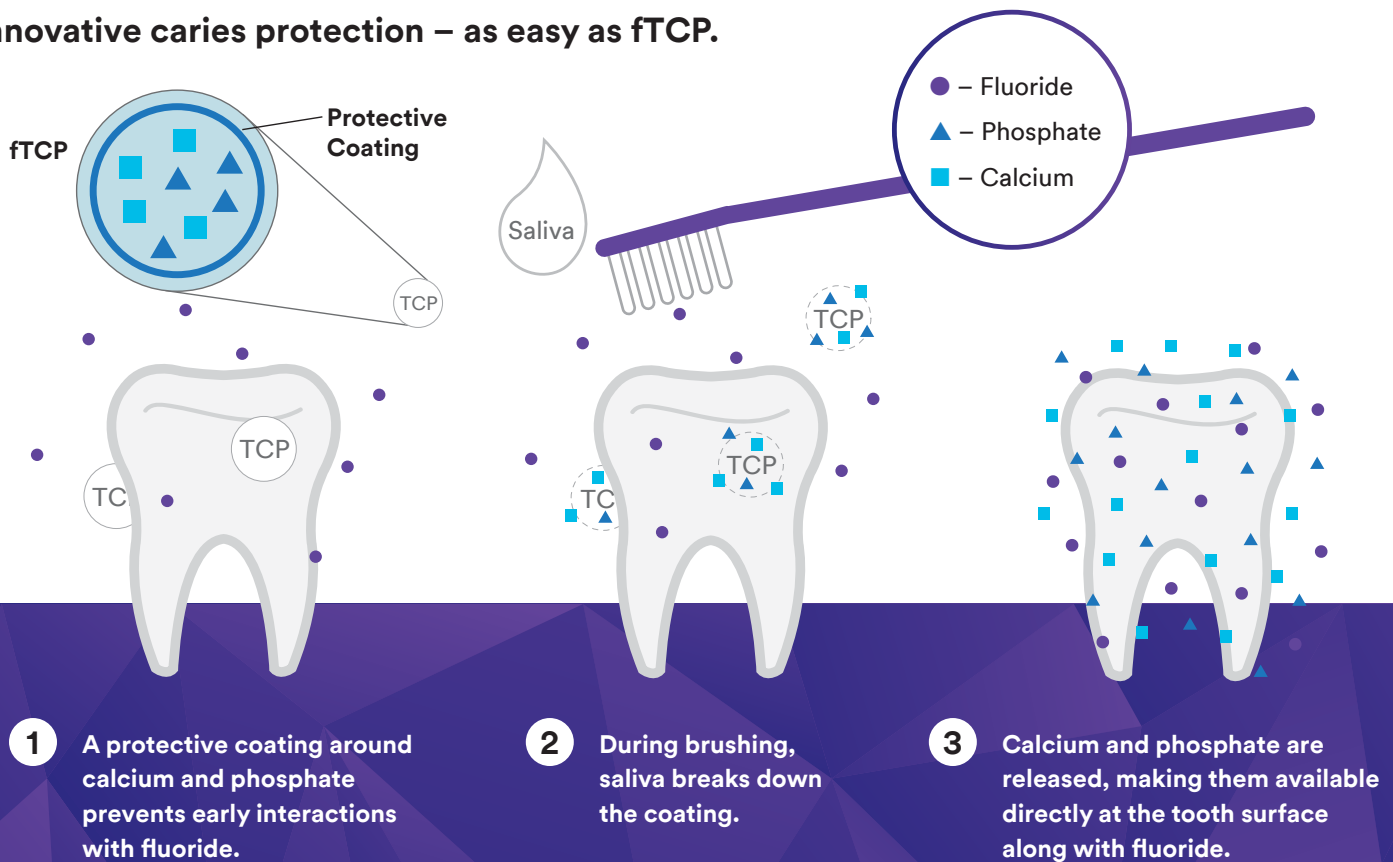 nnovative caries protection – as easy as fTCP.
fTCP
Protective
Coating
TCP
TCP
TC
Saliva
– Fluoride
– Phosphate
– Calcium
TCP
TCP
TC
1
A protective coating around
calcium and phosphate
prevents early interactions
with fluoride.
2
During brushing,
saliva breaks down
the coating.
3
Calcium and phosphate are
released, making them available
directly at the tooth surface
along with fluoride.